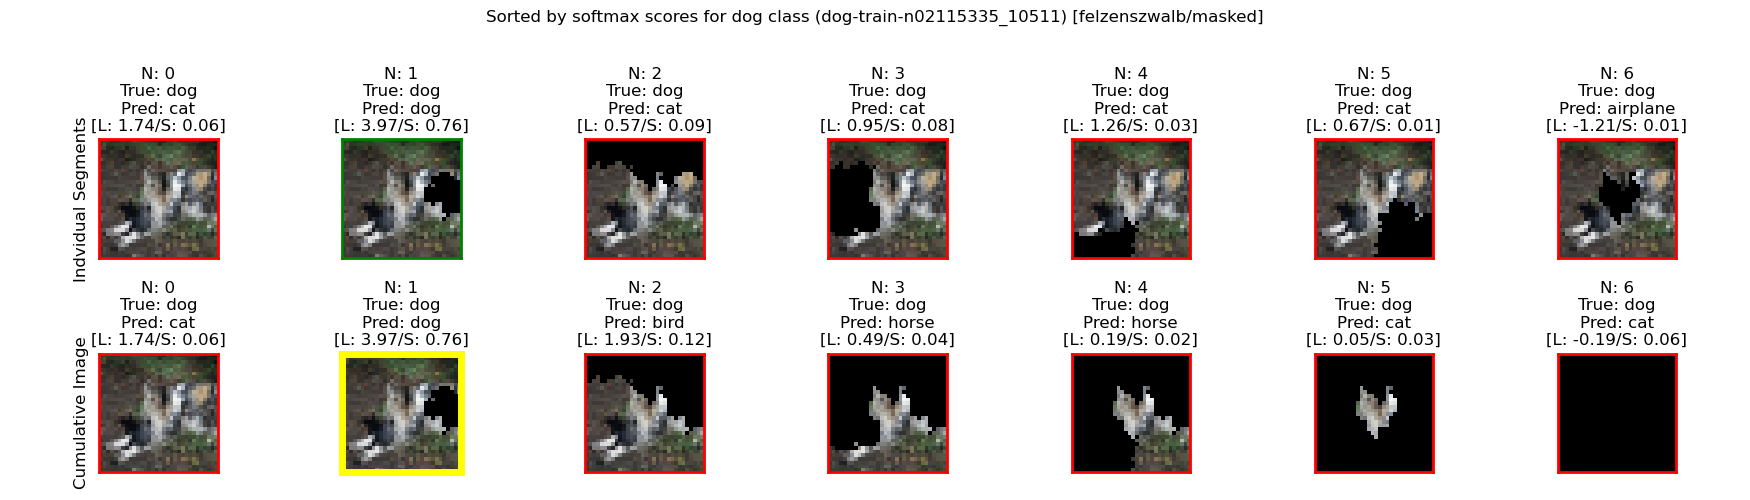 Sorted by softmax scores for dog class (dog-train-n02115335_10511) [felzenszwalb/masked]
Indvidual Segments
N: 0
True: dog
Pred: cat
[L: 1.74/S: 0.06]
N: 1
True: dog
Pred: dog
[L: 3.97/S: 0.76]
N: 2
True: dog
Pred: cat
[L: 0.57/S: 0.09]
N: 3
True: dog
Pred: cat
[L: 0.95/S: 0.08]
N: 4
True: dog
Pred: cat
[L: 1.26/S: 0.03]
N: 5
True: dog
Pred: cat
[L: 0.67/S: 0.01]
N: 6
True: dog
Pred: airplane
[L: -1.21/S: 0.01]
Cumulative Image
N: 0
True: dog
Pred: cat
[L: 1.74/S: 0.06]
N: 1
True: dog
Pred: dog
[L: 3.97/S: 0.76]
N: 2
True: dog
Pred: bird
[L: 1.93/S: 0.12]
N: 3
True: dog
Pred: horse
[L: 0.49/S: 0.04]
N: 4
True: dog
Pred: horse
[L: 0.19/S: 0.02]
N: 5
True: dog
Pred: cat
[L: 0.05/S: 0.03]
N: 6
True: dog
Pred: cat
[L: -0.19/S: 0.06]